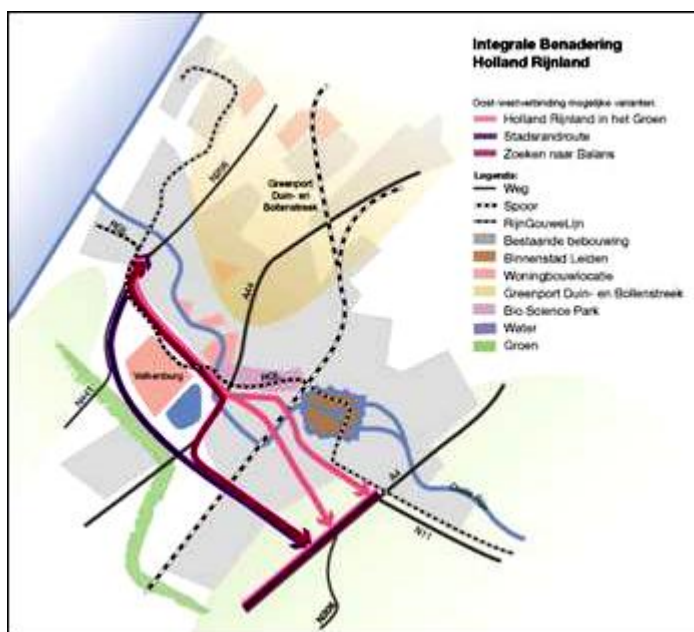 Integrale Benadering
Holland Rijnland
Oost-westverbinding mogelijke varianten:
Holland Rijnland in het Groen
Stadsrandroute
Zoeken naar Balans
Legenda:
Weg
Spoor
RijnGouweLijn
Bestaande bebouwing
Binnenstad Leiden
Woningbouwlocatie
Greenport Duin- en Bollenstreek
Bio Science Park
Water
Groen
N206
Greenport
Duin- en
Bollenstreek
RGL
A44
Valkenburg
RGL
N441
A4
N11
N206